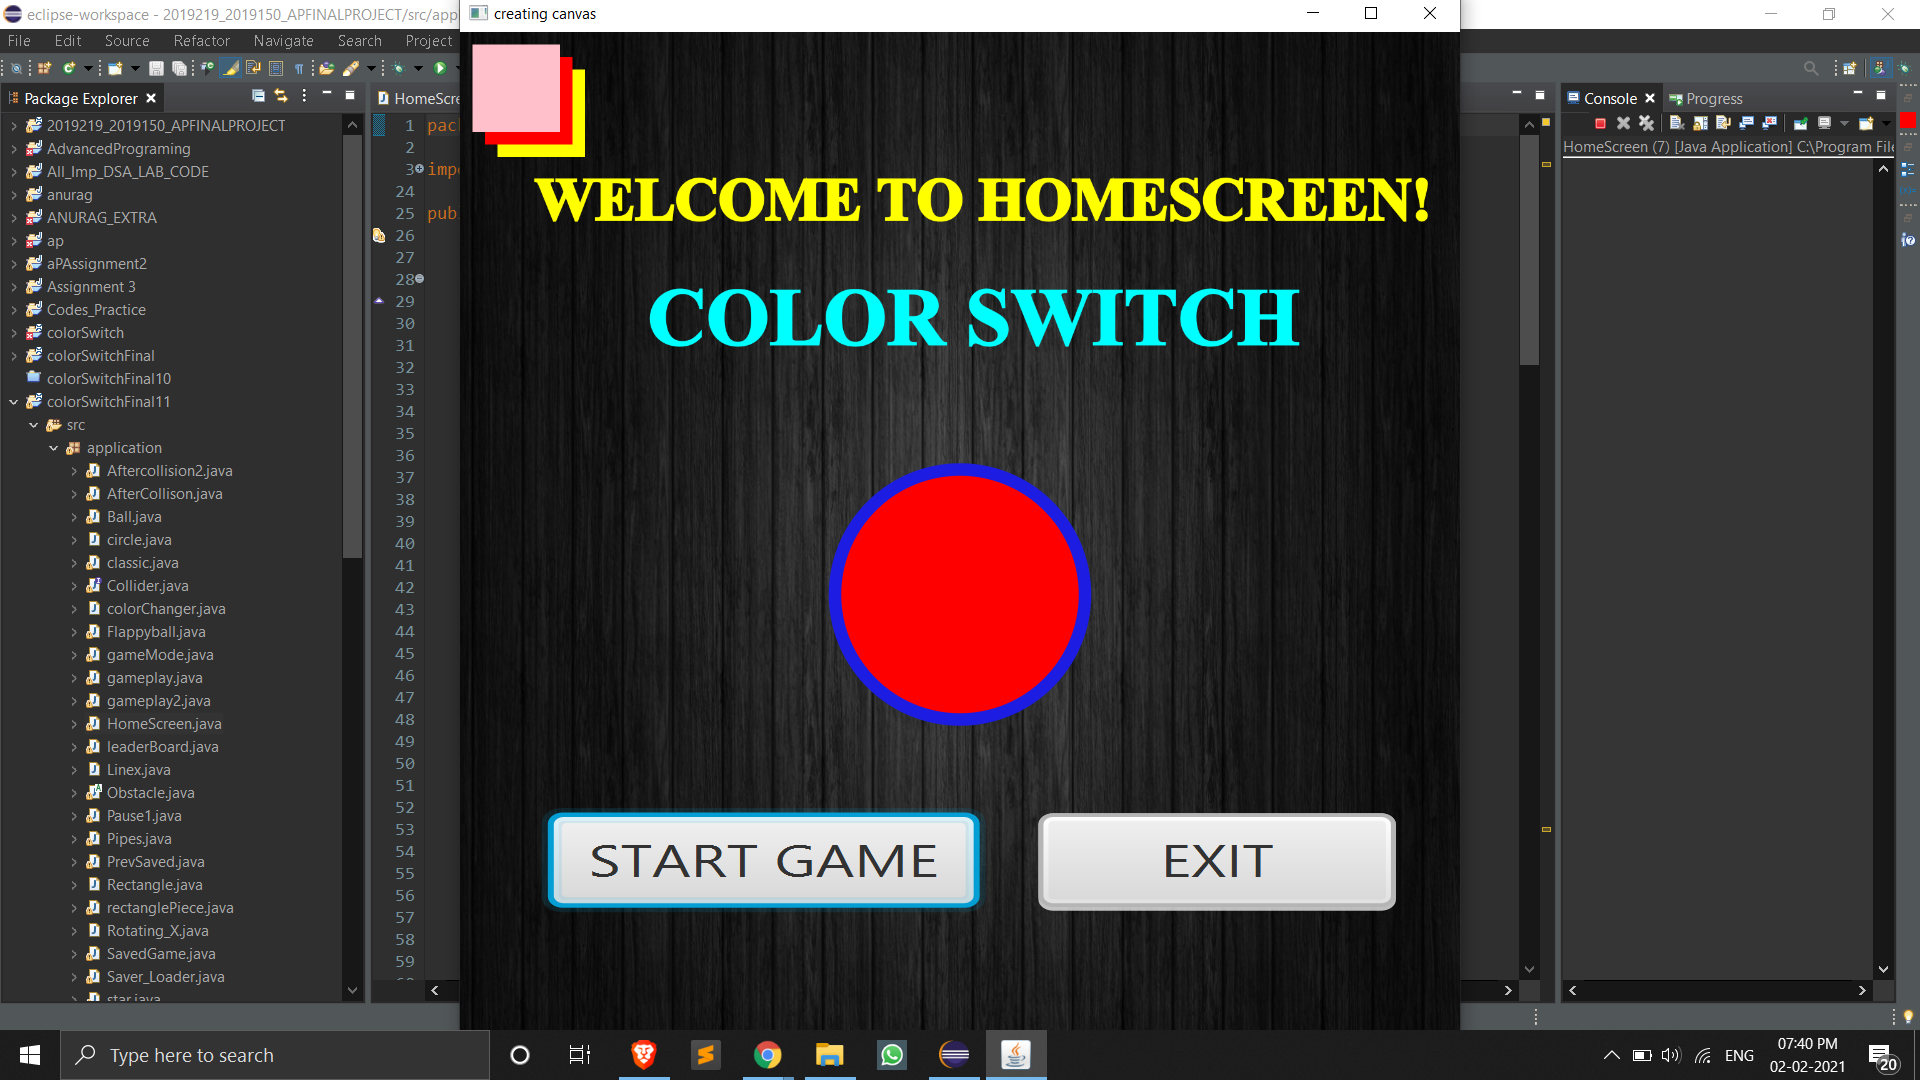 eclipse-workspace - 2019219_2019150_APFINALPROJECT/src/app
creating canvas
File Edit Source Refactor Navigate Search Project
Package Explorer
HomeScre
Console
Progress
HomeScreen (7) [Java Application] C:\Program File
2019219_2019150_APFINALPROJECT
AdvancedPrograming
All_Imp_DSA_LAB_CODE
anurag
ANURAG_EXTRA
ap
aPAssignment2
Assignment 3
Codes_Practice
colorSwitch
colorSwitchFinal
colorSwitchFinal10
colorSwitchFinal11
src
application
Aftercollision2.java
AfterCollison.java
Ball.java
circle.java
classic.java
Collider.java
colorChanger.java
Flappyball.java
gameMode.java
gameplay.java
gameplay2.java
HomeScreen.java
leaderBoard.java
Linex.java
Obstacle.java
Pause1.java
Pipes.java
PrevSaved.java
Rectangle.java
rectanglePiece.java
Rotating_X.java
SavedGame.java
Saver_Loader.java
star.java
1 pac
2
3 imp
24
25 pub
26
27
28
29
30
31
32
33
34
35
36
37
38
39
40
41
42
43
44
45
46
47
48
49
50
51
52
53
54
55
56
57
58
59
WELCOME TO HOMESCREEN!
COLOR SWITCH
START GAME
EXIT
Type here to search
ENG
07:40 PM
02-02-2021
20